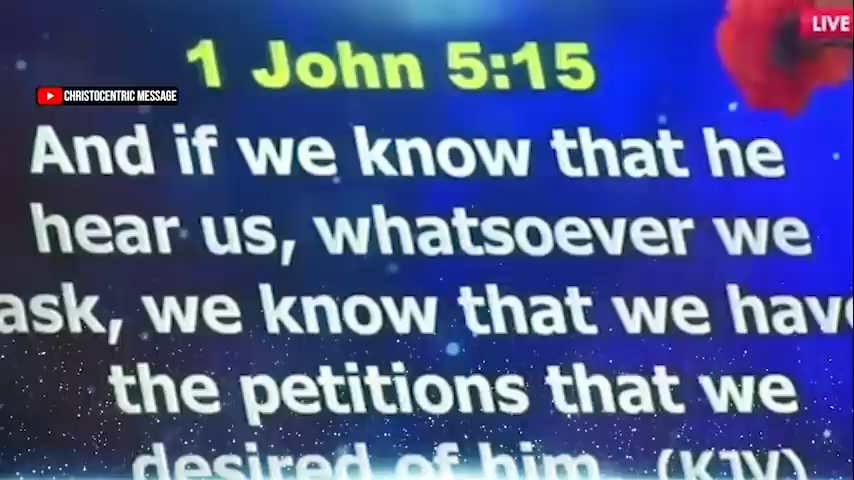 LIVE
1 John 5:15
CHRISTOCENTRIC MESSAGE
And if we know that he
hear us, whatsoever we
ask, we know that we have
the petitions that we
desired of him. (KJV)